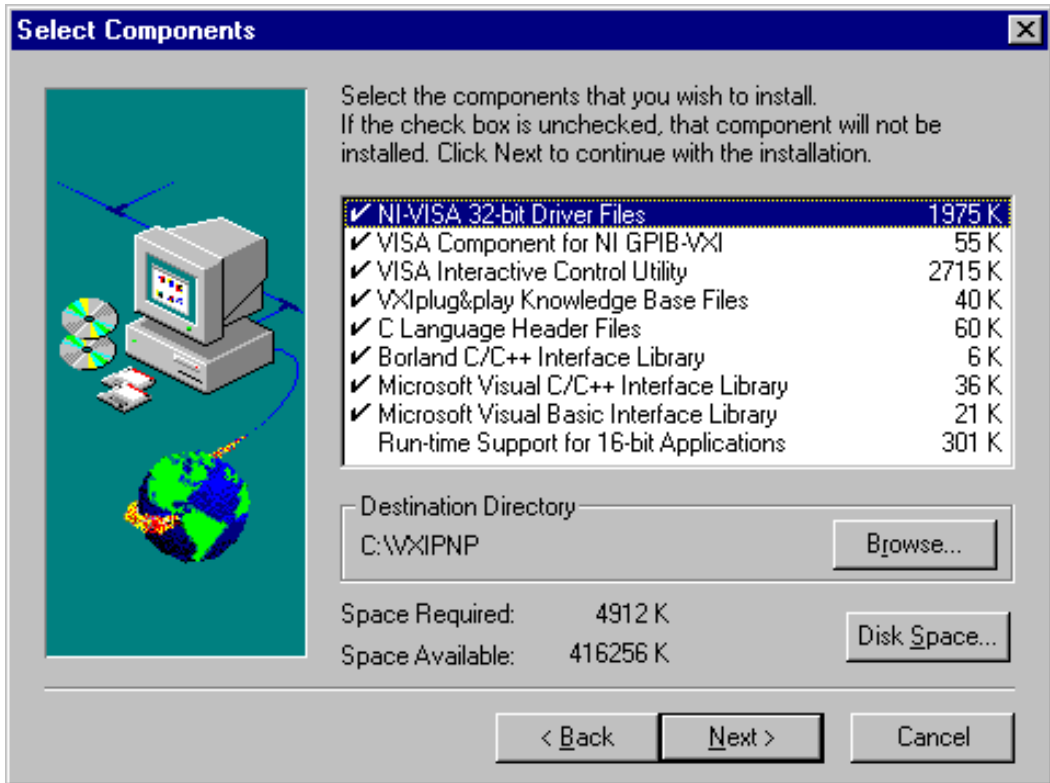 Select Components
Select the components that you wish to install.
If the check box is unchecked, that component will not be
installed. Click Next to continue with the installation.
NI-VISA 32-bit Driver Files 1975 K
VISA Component for NI GPIB-VXI 55 K
VISA Interactive Control Utility 2715 K
VXIplug&play Knowledge Base Files 40 K
C Language Header Files 60 K
Borland C/C++ Interface Library 6 K
Microsoft Visual C/C++ Interface Library 36 K
Microsoft Visual Basic Interface Library 21 K
Run-time Support for 16-bit Applications 301 K
Destination Directory
C:\VXIPNP
Browse...
Space Required: 4912 K
Space Available: 416256 K
Disk Space...
< Back
Next >
Cancel